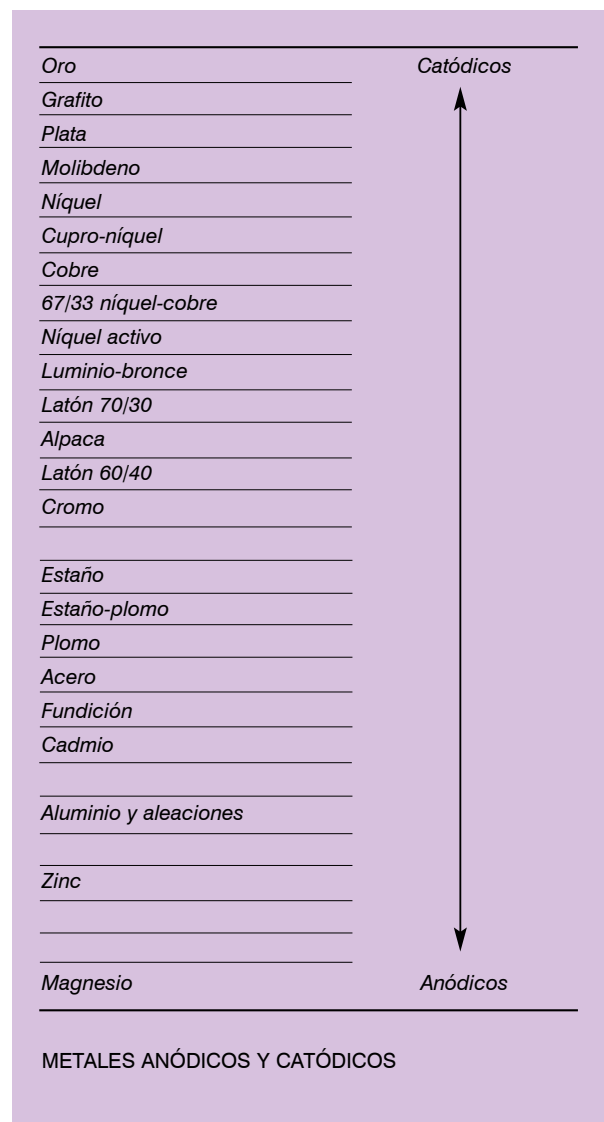 Oro Catódicos
Grafito
Plata
Molibdeno
Níquel
Cupro-níquel
Cobre
67/33 níquel-cobre
Níquel activo
Luminio-bronce
Latón 70/30
Alpaca
Latón 60/40
Cromo
Estaño
Estaño-plomo
Plomo
Acero
Fundición
Cadmio
Aluminio y aleaciones
Zinc
Magnesio Anódicos
METALES ANÓDICOS Y CATÓDICOS